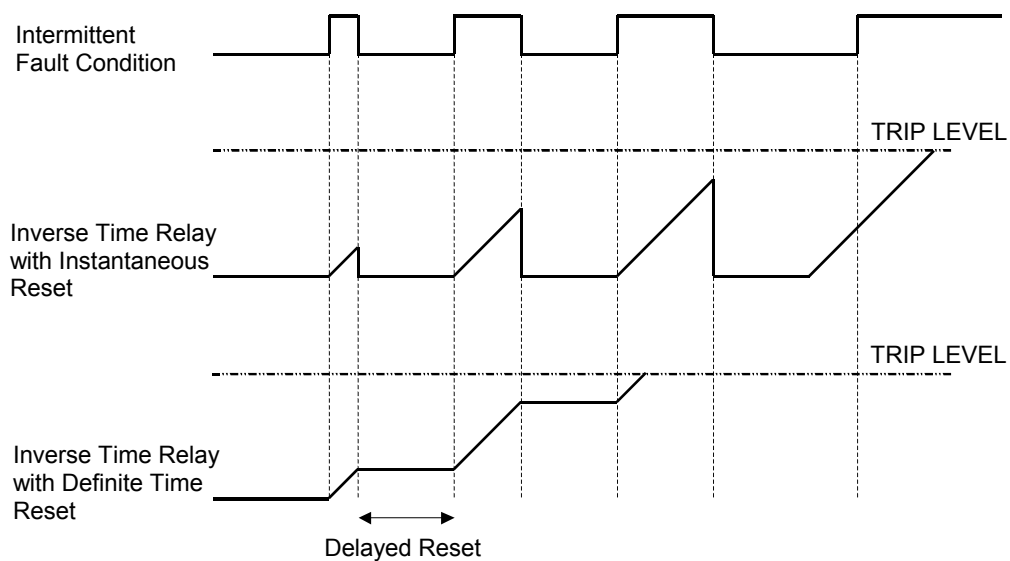 Intermittent
Fault Condition
TRIP LEVEL
Inverse Time Relay
with Instantaneous
Reset
TRIP LEVEL
Inverse Time Relay
with Definite Time
Reset
Delayed Reset